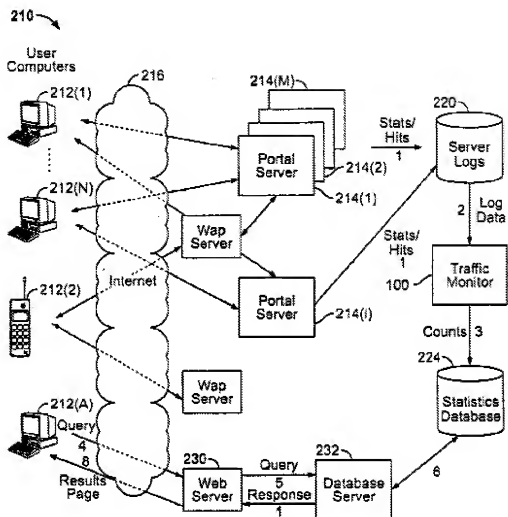 210
User
Computers
212(1)
216
214(M)
Stats/
Hits
1
220
Server
Logs
Portal
Server
214(2)
214(1)
212(N)
2
Log
Data
Wap
Server
Stats/
Hits
1
100
Traffic
Monitor
Internet
212(2)
Portal
Server
214(i)
Counts
3
224
Wap
Server
Statistics
Database
212(A)
Query
4
8
Results
Page
230
Web
Server
Query
5
Response
1
232
Database
Server
6